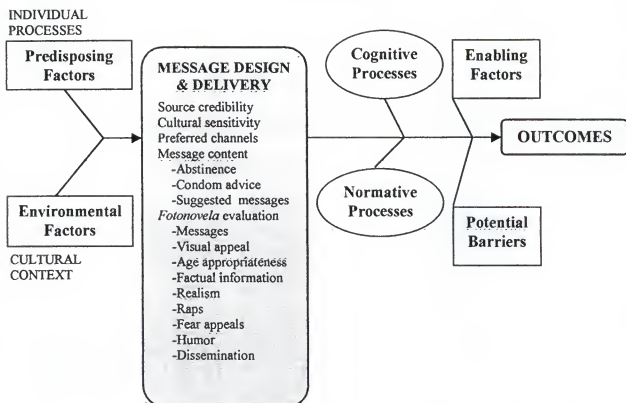 INDIVIDUAL
PROCESSES
Predisposing
Factors
Environmental
Factors
CULTURAL
CONTEXT
MESSAGE DESIGN
& DELIVERY
Source credibility
Cultural sensitivity
Preferred channels
Message content
-Abstinence
-Condom advice
-Suggested messages
Fotonovela evaluation
-Messages
-Visual appeal
-Age appropriateness
-Factual information
-Realism
-Raps
-Fear appeals
-Humor
-Dissemination
Cognitive
Processes
Normative
Processes
Enabling
Factors
Potential
Barriers
OUTCOMES